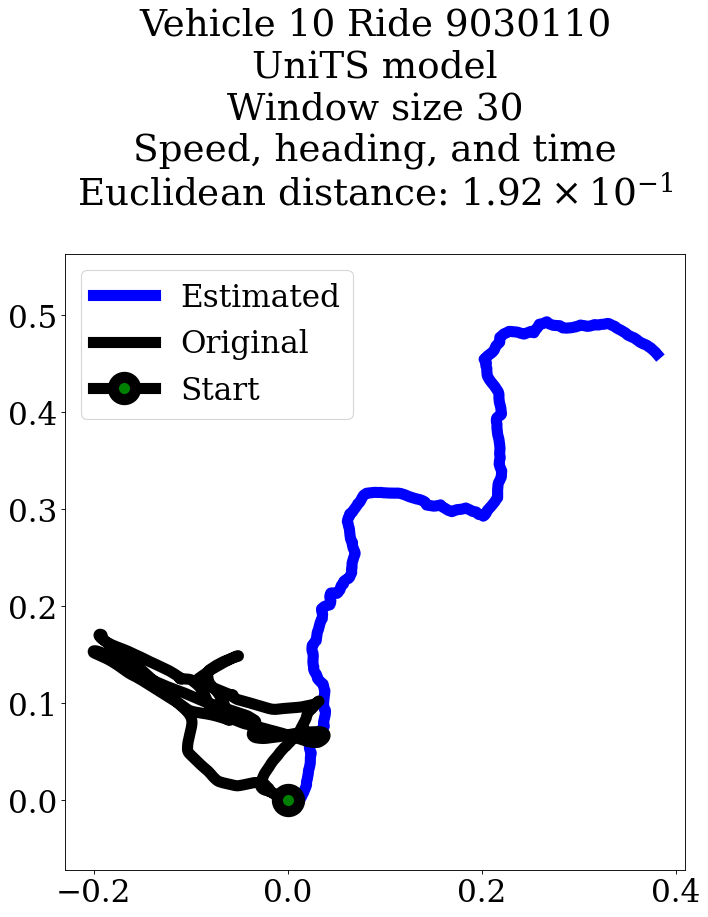 Vehicle 10 Ride 9030110
UniTS model
Window size 30
Speed, heading, and time
Euclidean distance: 1.92 × 10⁻¹
Estimated
Original
Start
0.5
0.4
0.3
0.2
0.1
0.0
−0.2 0.0 0.2 0.4